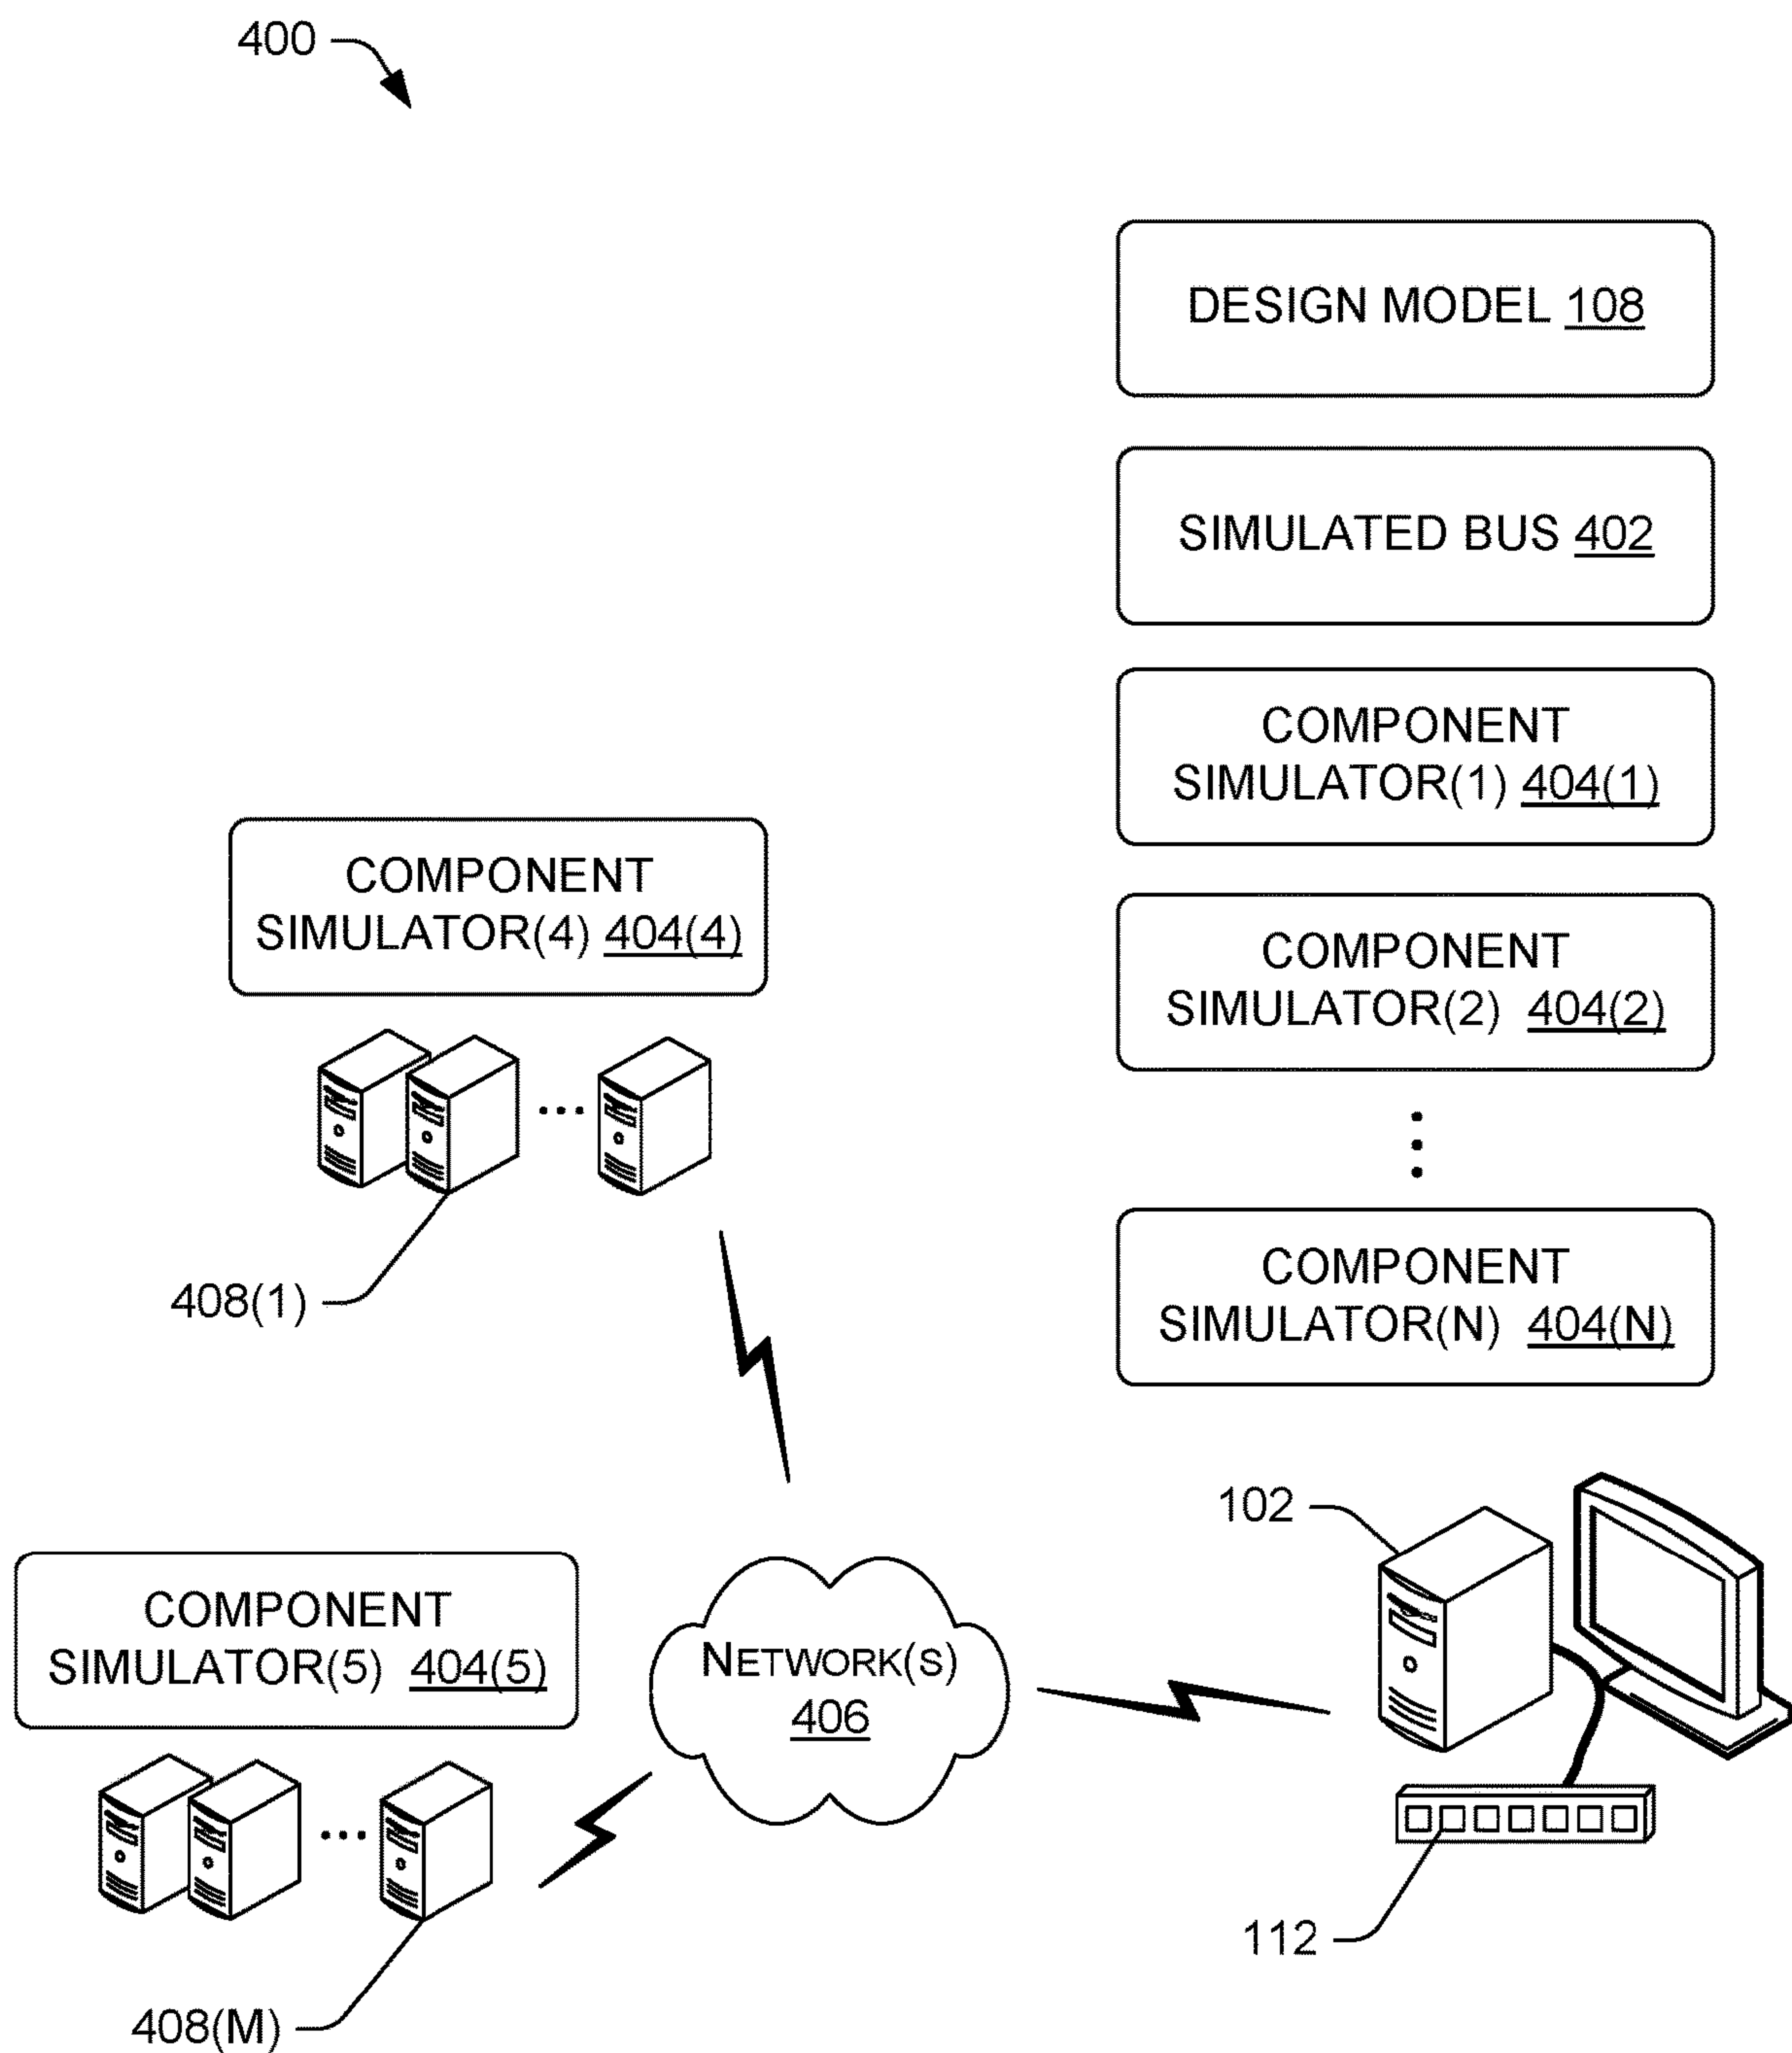 400
DESIGN MODEL 108
SIMULATED BUS 402
COMPONENT
SIMULATOR(1) 404(1)
COMPONENT
SIMULATOR(4) 404(4)
COMPONENT
SIMULATOR(2) 404(2)
408(1)
COMPONENT
SIMULATOR(N) 404(N)
102
COMPONENT
SIMULATOR(5) 404(5)
NETWORK(S)
406
112
408(M)